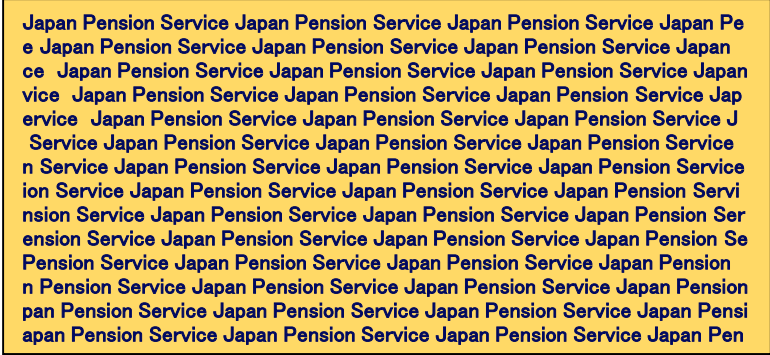 Japan Pension Service Japan Pension Service Japan Pension Service Japan Pe
e Japan Pension Service Japan Pension Service Japan Pension Service Japan
ce  Japan Pension Service Japan Pension Service Japan Pension Service Japan
vice  Japan Pension Service Japan Pension Service Japan Pension Service Jap
ervice  Japan Pension Service Japan Pension Service Japan Pension Service J
Service Japan Pension Service Japan Pension Service Japan Pension Service
n Service Japan Pension Service Japan Pension Service Japan Pension Service
ion Service Japan Pension Service Japan Pension Service Japan Pension Servi
nsion Service Japan Pension Service Japan Pension Service Japan Pension Ser
ension Service Japan Pension Service Japan Pension Service Japan Pension Se
Pension Service Japan Pension Service Japan Pension Service Japan Pension
n Pension Service Japan Pension Service Japan Pension Service Japan Pension
pan Pension Service Japan Pension Service Japan Pension Service Japan Pensi
apan Pension Service Japan Pension Service Japan Pension Service Japan Pen